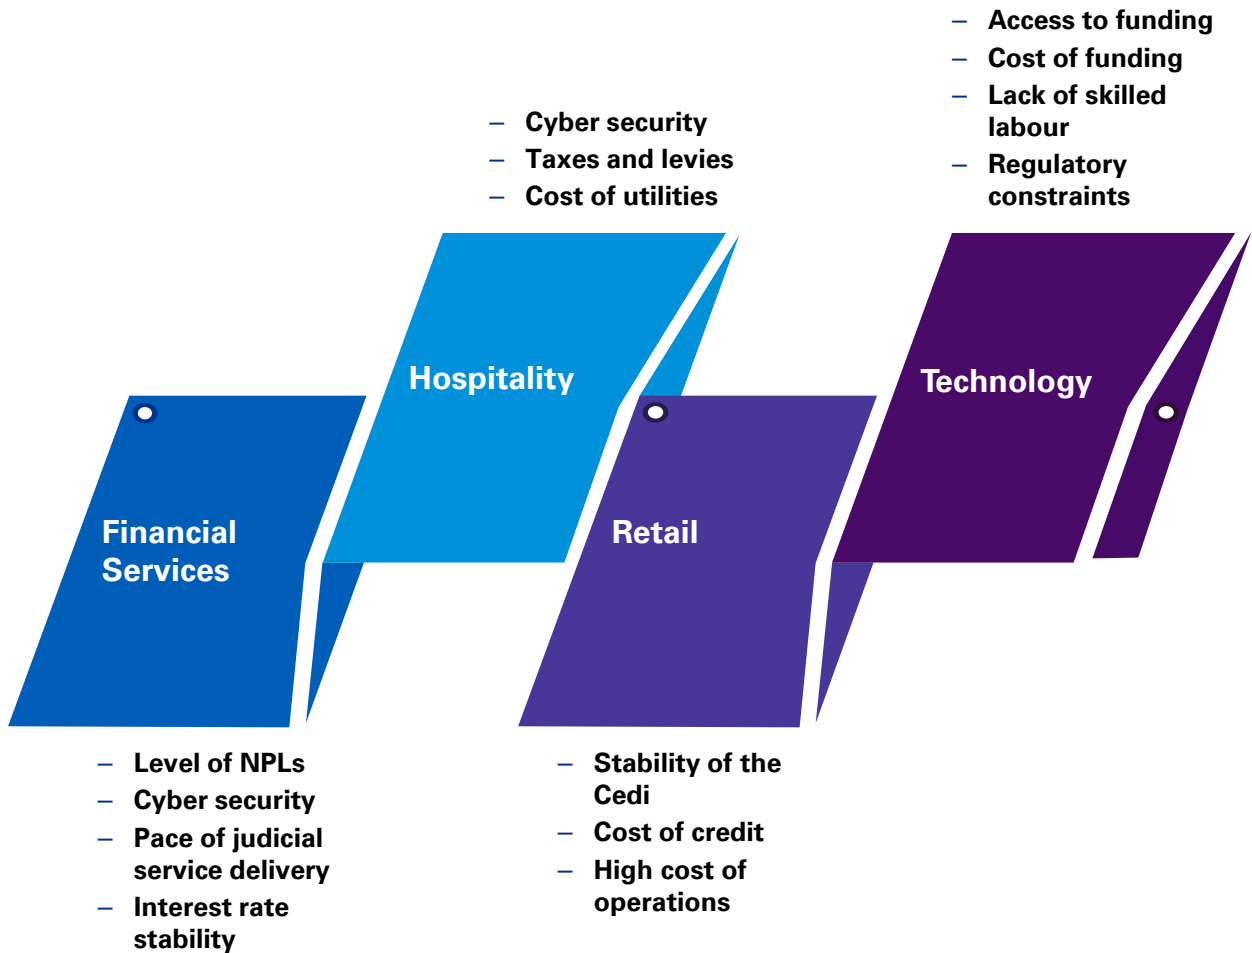 – Access to funding
– Cost of funding
– Lack of skilled
labour
– Regulatory
constraints
– Cyber security
– Taxes and levies
– Cost of utilities
Hospitality
Technology
Financial
Services
Retail
– Level of NPLs
– Cyber security
– Pace of judicial
service delivery
– Interest rate
stability
– Stability of the
Cedi
– Cost of credit
– High cost of
operations